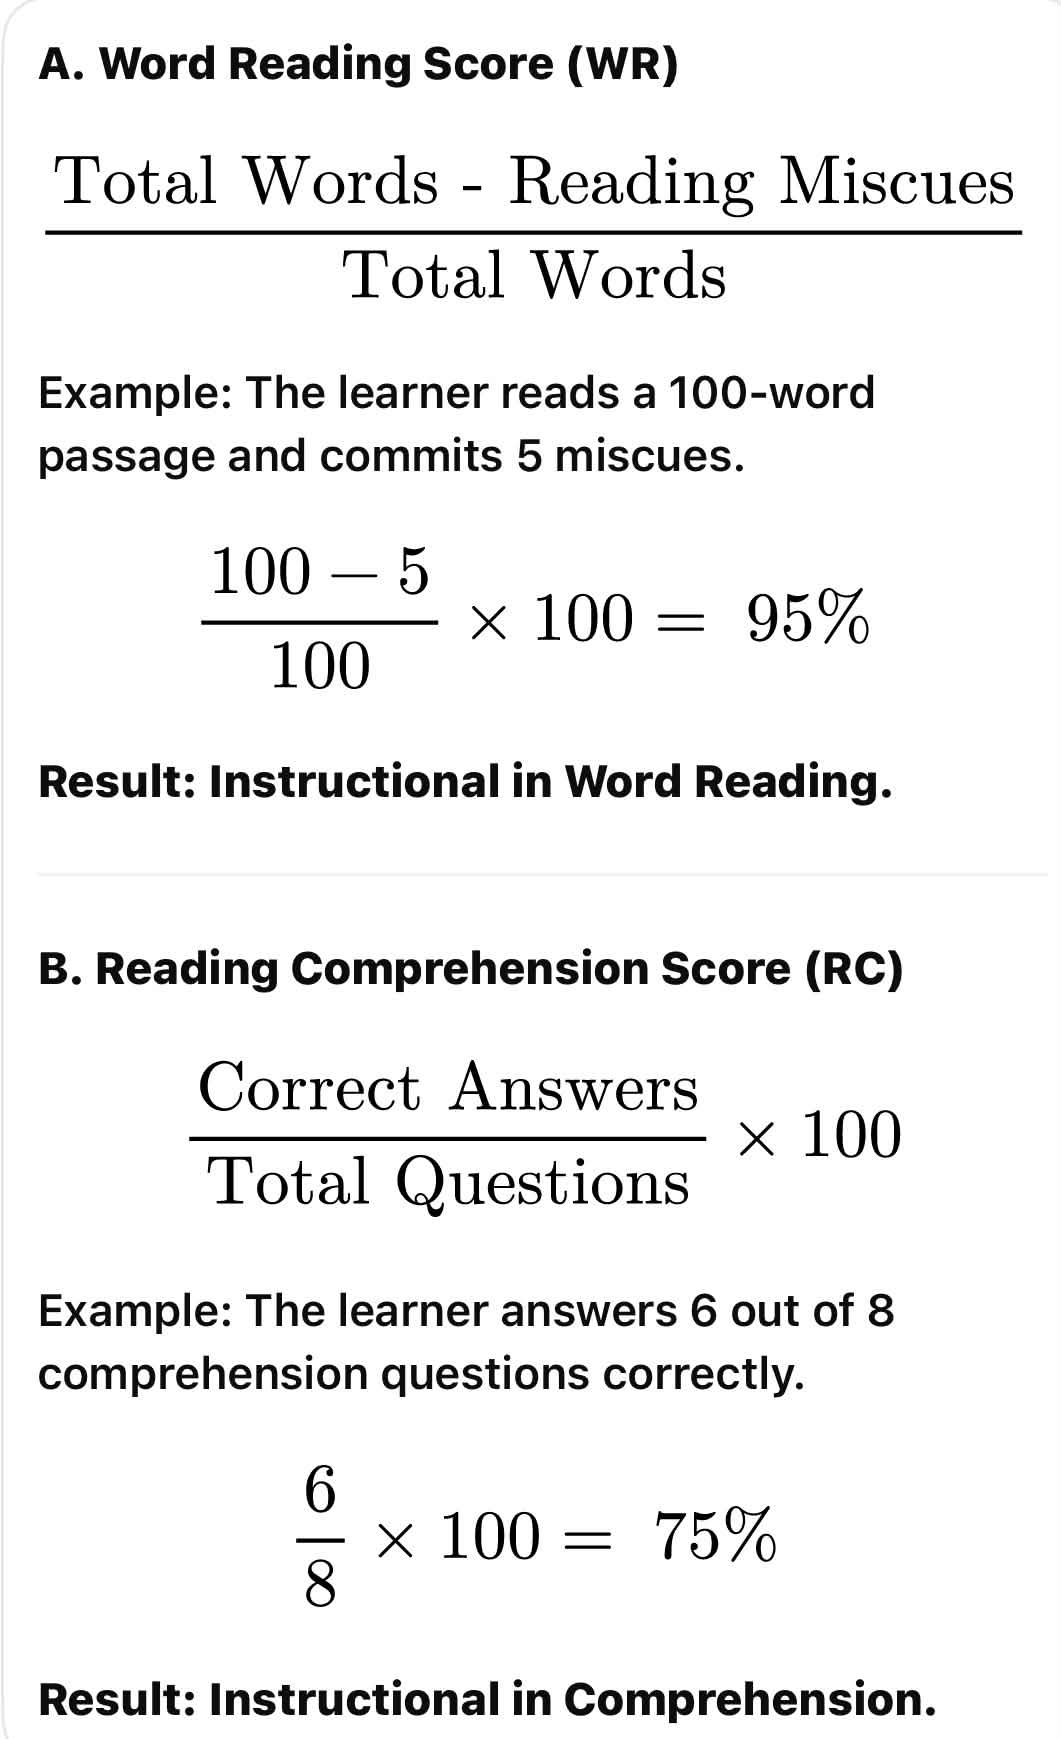 A. Word Reading Score (WR)
Total Words - Reading Miscues
Total Words
Example: The learner reads a 100-word
passage and commits 5 miscues.
100 − 5
100
× 100 = 95%
Result: Instructional in Word Reading.
B. Reading Comprehension Score (RC)
Correct Answers
Total Questions
× 100
Example: The learner answers 6 out of 8
comprehension questions correctly.
6
8
× 100 = 75%
Result: Instructional in Comprehension.